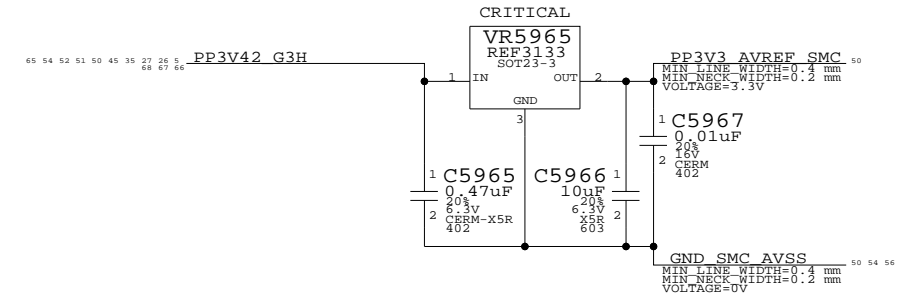 CRITICAL
VR5965
REF3133
SOT23-3
65 54 52 51 50 45 35 27 26 5
68 67 66
PP3V42_G3H
PP3V3_AVREF_SMC
50
MIN_LINE_WIDTH=0.4 mm
MIN_NECK_WIDTH=0.2 mm
VOLTAGE=3.3V
1
IN
OUT
2
GND
3
1
C5967
0.01uF
20%
16V
CERM
402
2
1
C5965
0.47uF
20%
6.3V
CERM-X5R
402
2
C5966
1
10uF
20%
6.3V
X5R
603
2
GND_SMC_AVSS
50 54 56
MIN_LINE_WIDTH=0.4 mm
MIN_NECK_WIDTH=0.2 mm
VOLTAGE=0V